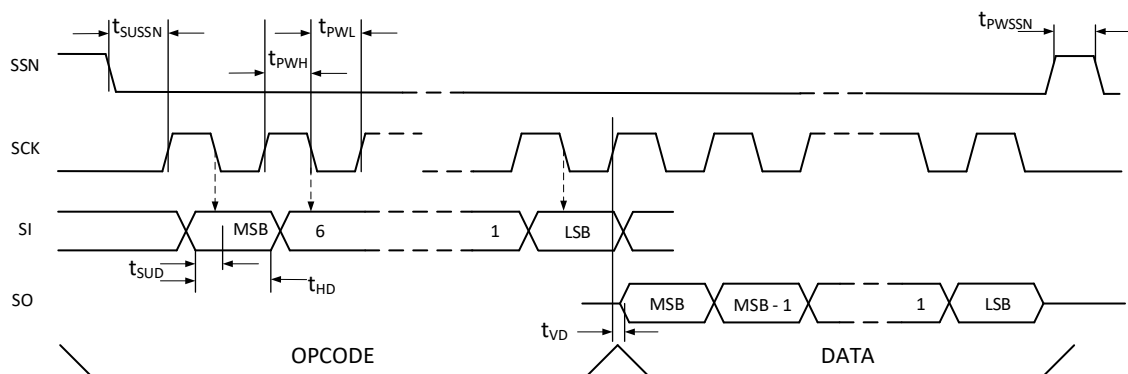 tSUSSN tPWL tPWSSN
SSN tPWH
SCK
SI MSB 6 1 LSB
tSUD tHD
SO MSB MSB - 1 1 LSB
tVD
OPCODE DATA